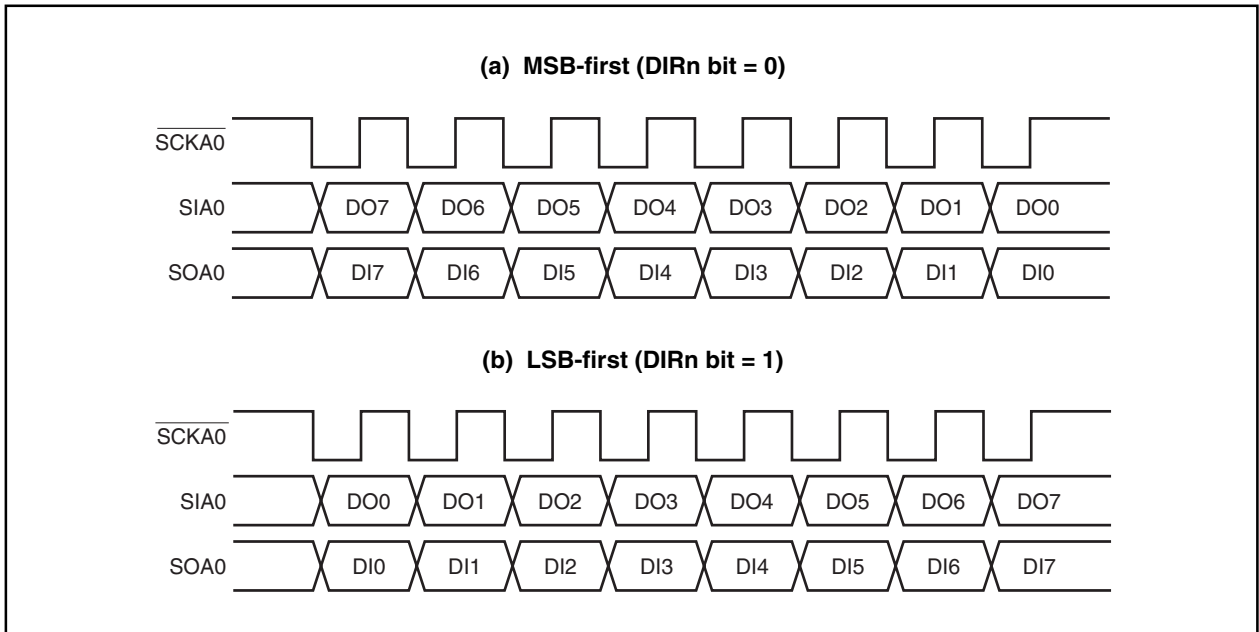 (a) MSB-first (DIRn bit = 0)
SCKA0
SIA0 DO7 DO6 DO5 DO4 DO3 DO2 DO1 DO0
SOA0 DI7 DI6 DI5 DI4 DI3 DI2 DI1 DI0
(b) LSB-first (DIRn bit = 1)
SCKA0
SIA0 DO0 DO1 DO2 DO3 DO4 DO5 DO6 DO7
SOA0 DI0 DI1 DI2 DI3 DI4 DI5 DI6 DI7